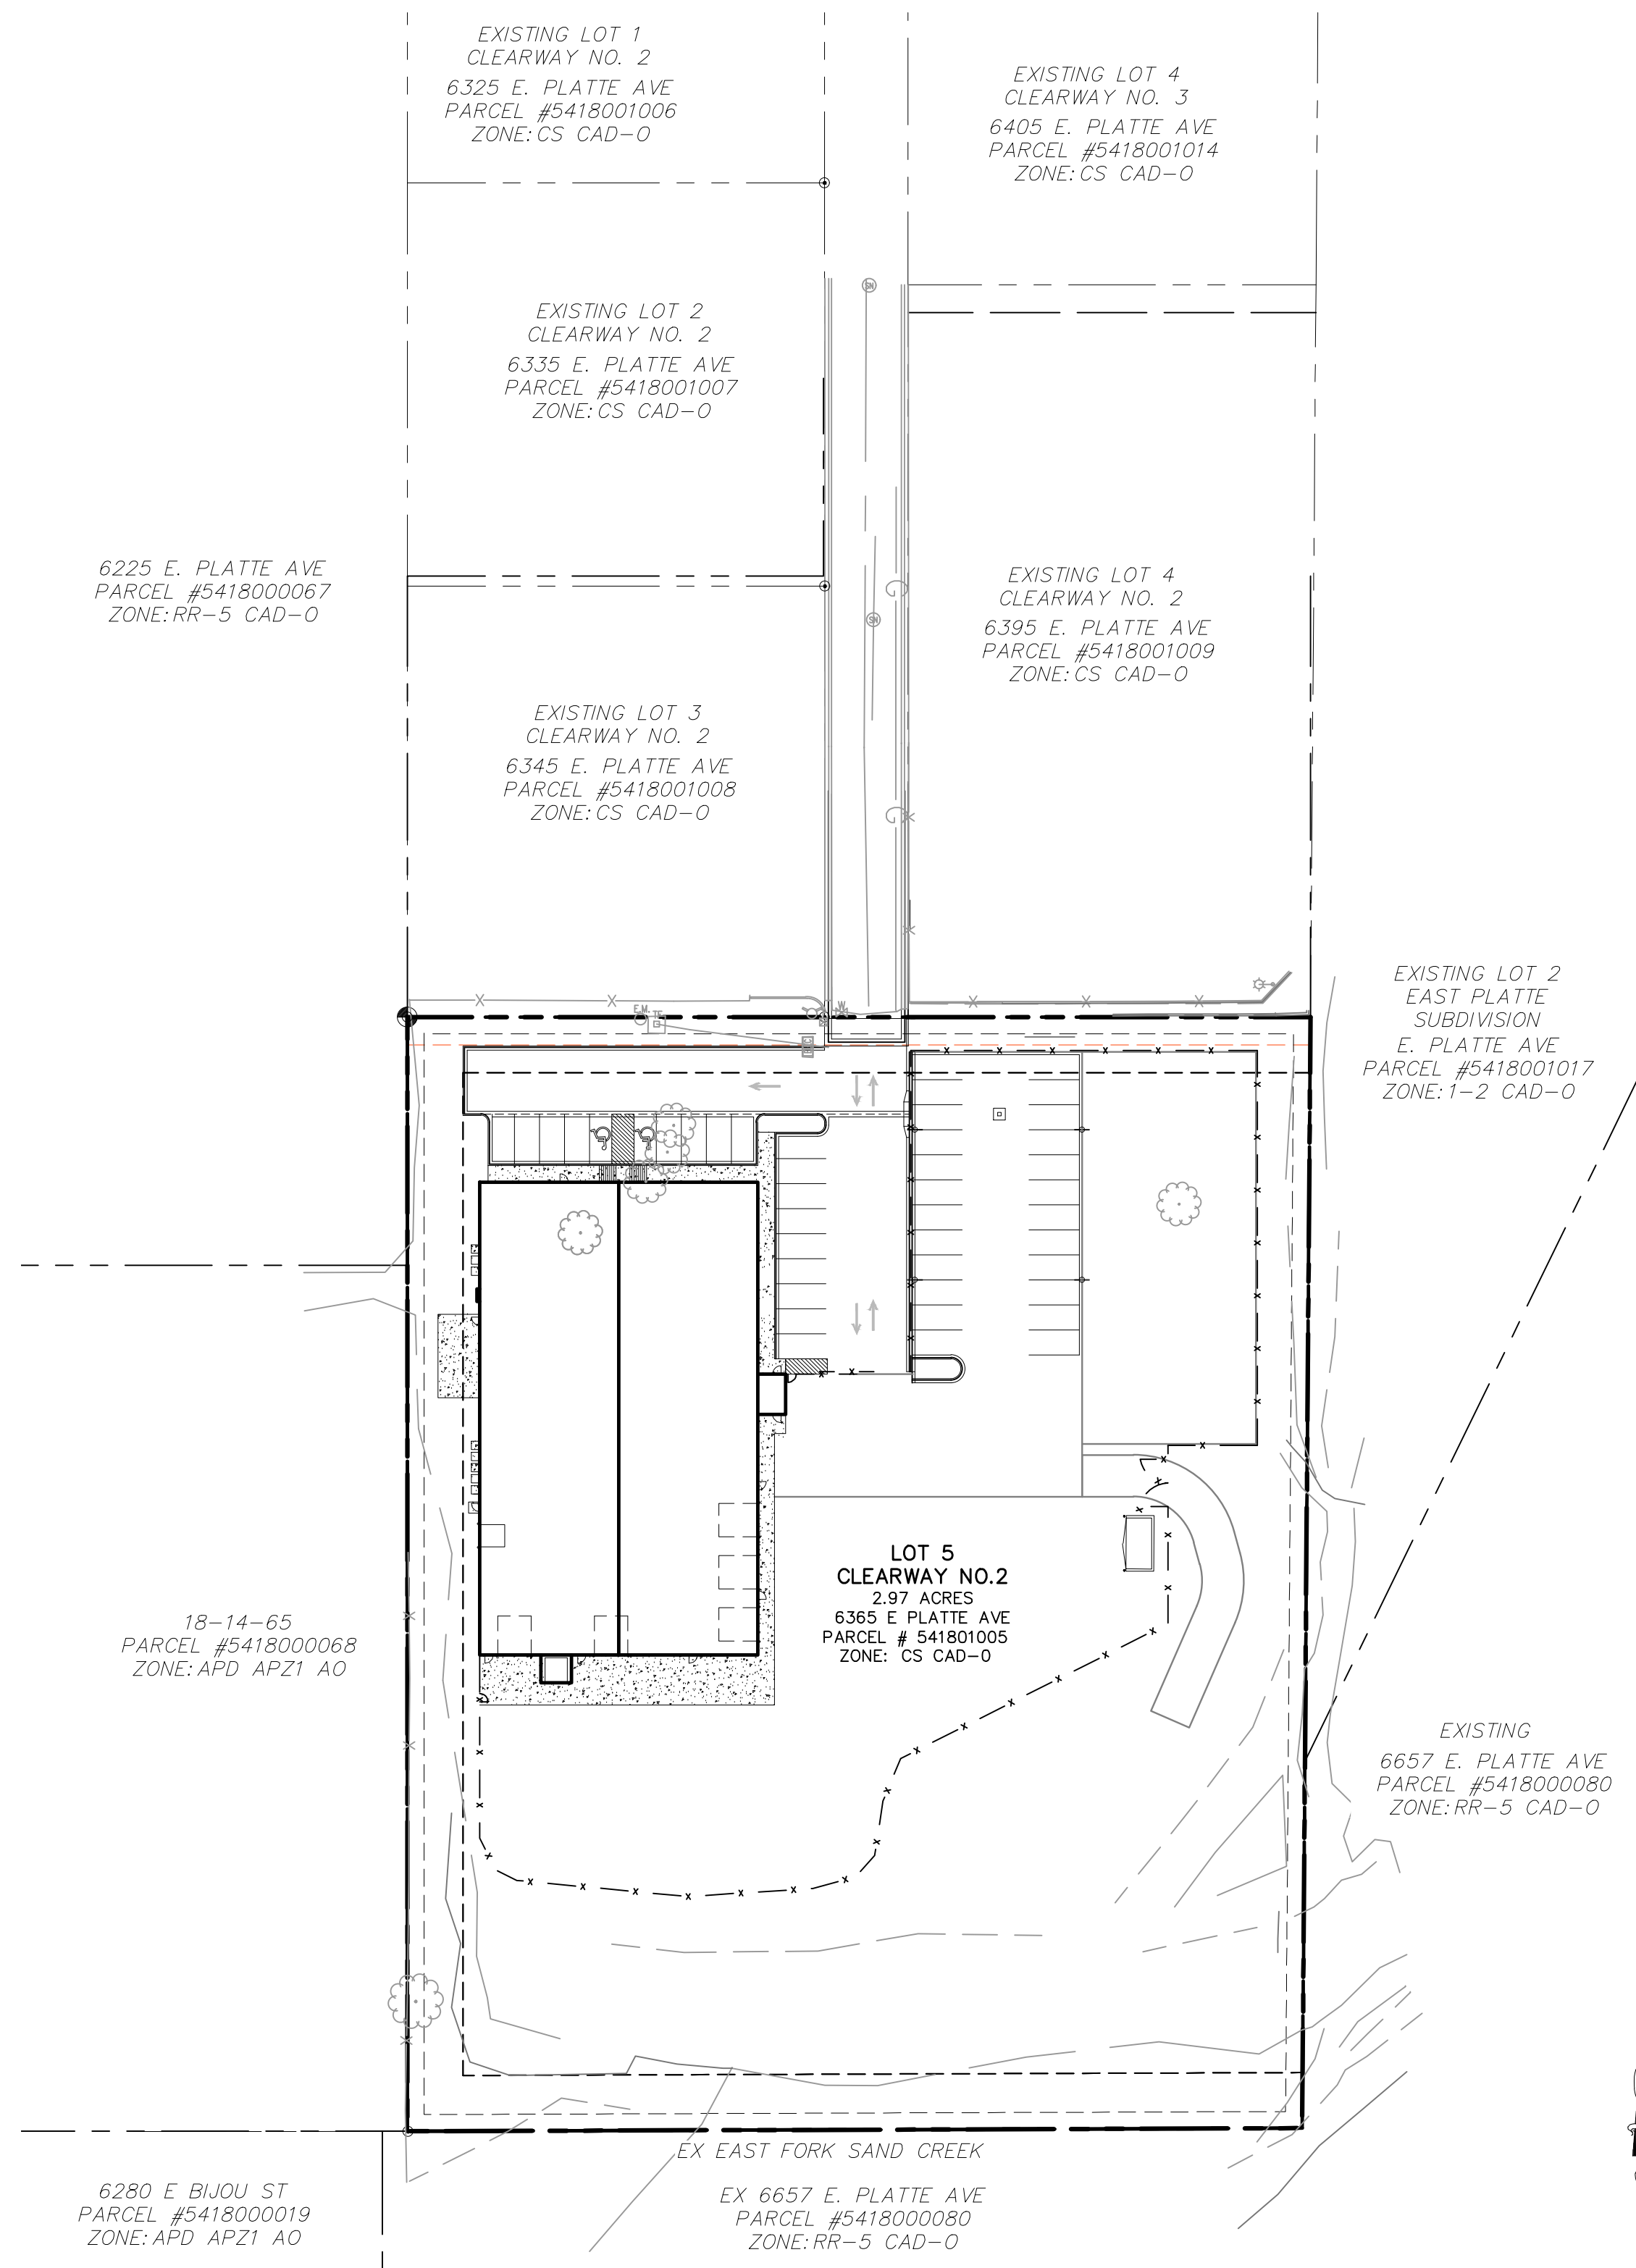 EXISTING LOT 1
CLEARWAY NO. 2
6325 E. PLATTE AVE
PARCEL #5418001006
ZONE: CS CAD-O
EXISTING LOT 4
CLEARWAY NO. 3
6405 E. PLATTE AVE
PARCEL #5418001014
ZONE: CS CAD-O
SN
EXISTING LOT 2
CLEARWAY NO. 2
6335 E. PLATTE AVE
PARCEL #5418001007
ZONE: CS CAD-O
6225 E. PLATTE AVE
PARCEL #5418000067
ZONE: RR-5 CAD-O
G
SN
EXISTING LOT 4
CLEARWAY NO. 2
6395 E. PLATTE AVE
PARCEL #5418001009
ZONE: CS CAD-O
EXISTING LOT 3
CLEARWAY NO. 2
6345 E. PLATTE AVE
PARCEL #5418001008
ZONE: CS CAD-O
G
EXISTING LOT 2
EAST PLATTE
SUBDIVISION
E. PLATTE AVE
PARCEL #5418001017
ZONE: 1-2 CAD-O
E.M.
W
LOT 5
CLEARWAY NO.2
2.97 ACRES
6365 E PLATTE AVE
PARCEL # 541801005
ZONE: CS CAD-0
18-14-65
PARCEL #5418000068
ZONE: APD APZ1 AO
EXISTING
6657 E. PLATTE AVE
PARCEL #5418000080
ZONE: RR-5 CAD-O
EX EAST FORK SAND CREEK
6280 E BIJOU ST
PARCEL #5418000019
ZONE: APD APZ1 AO
EX 6657 E. PLATTE AVE
PARCEL #5418000080
ZONE: RR-5 CAD-O